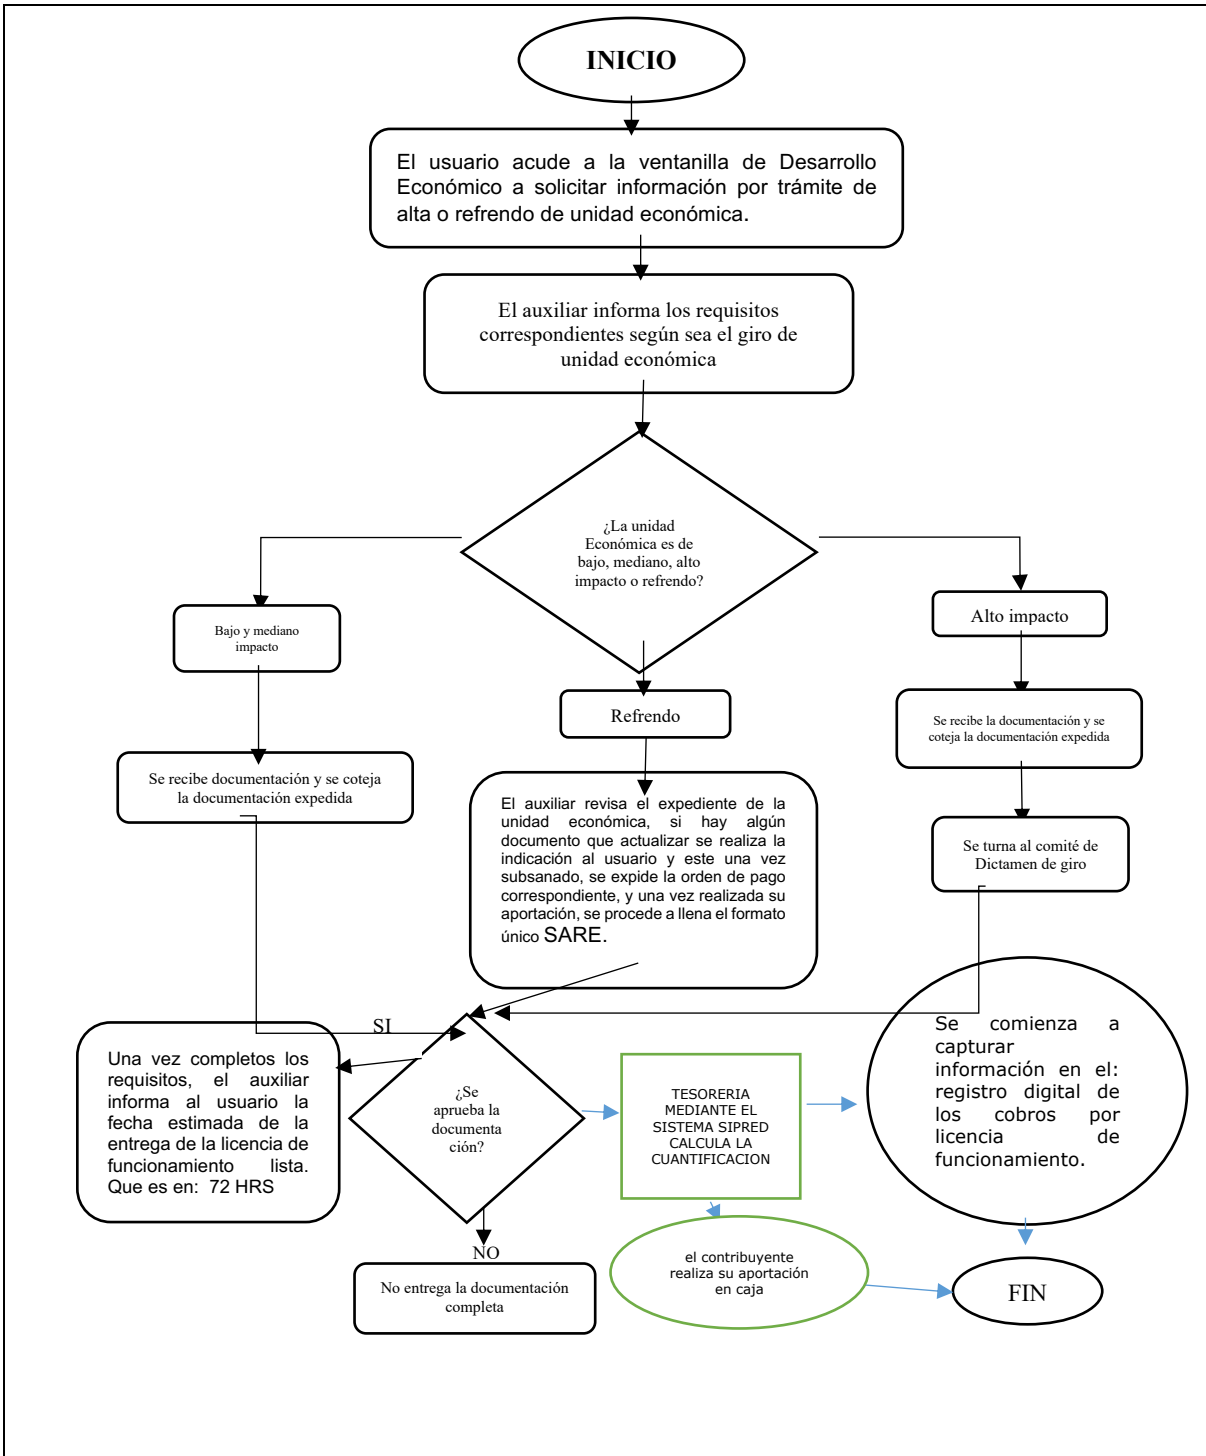 INICIO
El usuario acude a la ventanilla de Desarrollo
Económico a solicitar información por trámite de
alta o refrendo de unidad económica.
El auxiliar informa los requisitos
correspondientes según sea el giro de
unidad económica
¿La unidad
Económica es de
bajo, mediano, alto
impacto o refrendo?
Bajo y mediano
impacto
Alto impacto
Refrendo
Se recibe la documentación y se
coteja la documentación expedida
Se recibe documentación y se coteja
la documentación expedida
El auxiliar revisa el expediente de la
unidad económica, si hay algún
documento que actualizar se realiza la
indicación al usuario y este una vez
subsanado, se expide la orden de pago
correspondiente, y una vez realizada su
aportación, se procede a llena el formato
único SARE.
Se turna al comité de
Dictamen de giro
SI
Una vez completos los
requisitos, el auxiliar
informa al usuario la
fecha estimada de la
entrega de la licencia de
funcionamiento lista.
Que es en: 72 HRS
¿Se
aprueba la
documenta
ción?
TESORERIA
MEDIANTE EL
SISTEMA SIPRED
CALCULA LA
CUANTIFICACION
Se comienza a
capturar
información en el:
registro digital de
los cobros por
licencia de
funcionamiento.
NO
No entrega la documentación
completa
el contribuyente
realiza su aportación
en caja
FIN